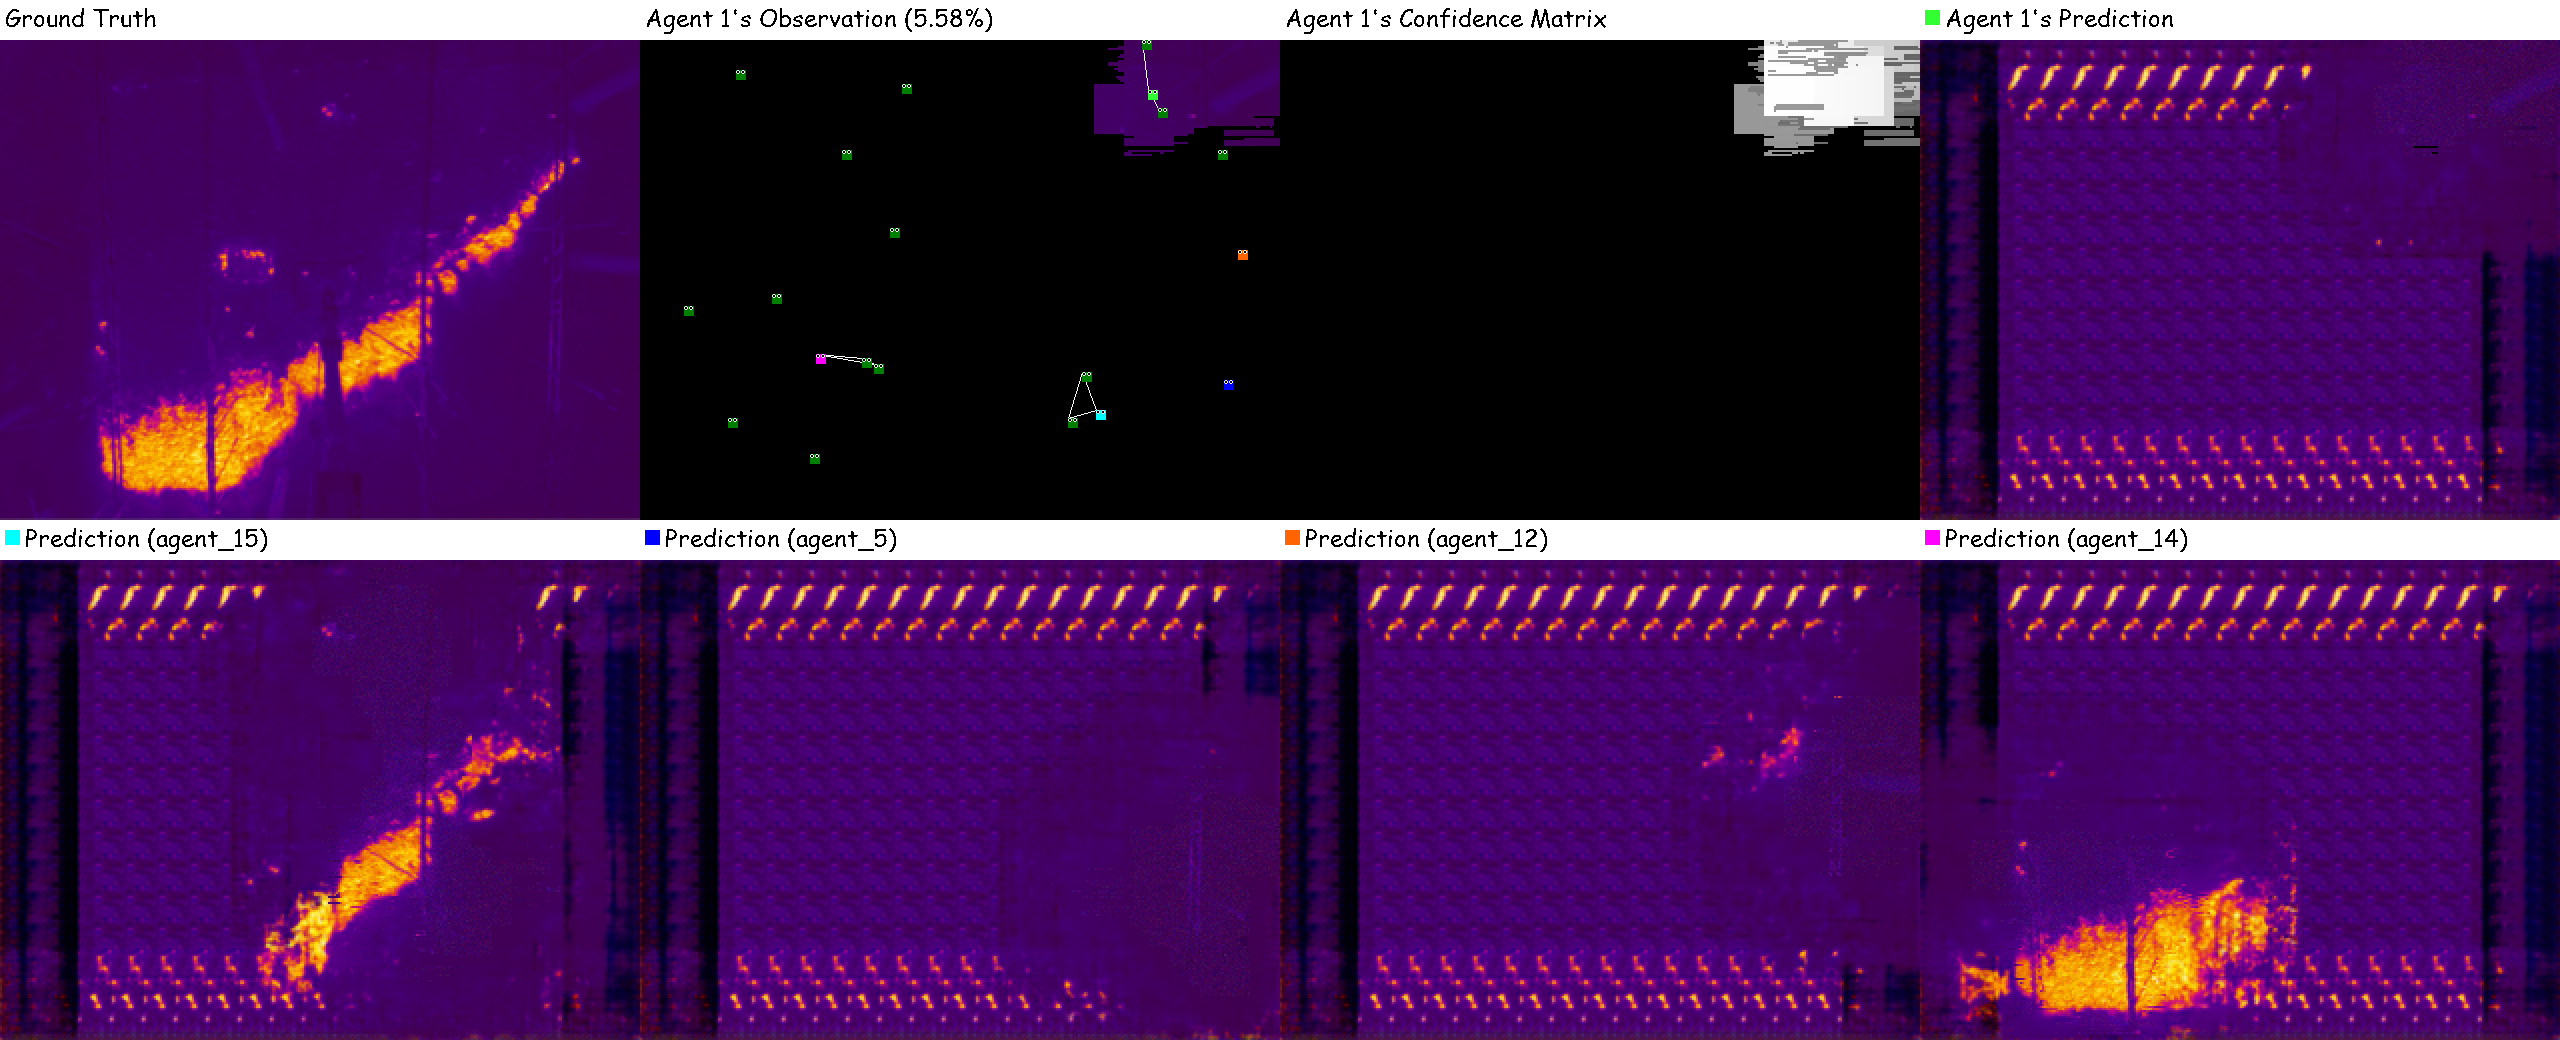 Ground Truth
Agent 1's Observation (5.58%)
Agent 1's Confidence Matrix
Agent 1's Prediction
Prediction (agent_15)
Prediction (agent_5)
Prediction (agent_12)
Prediction (agent_14)